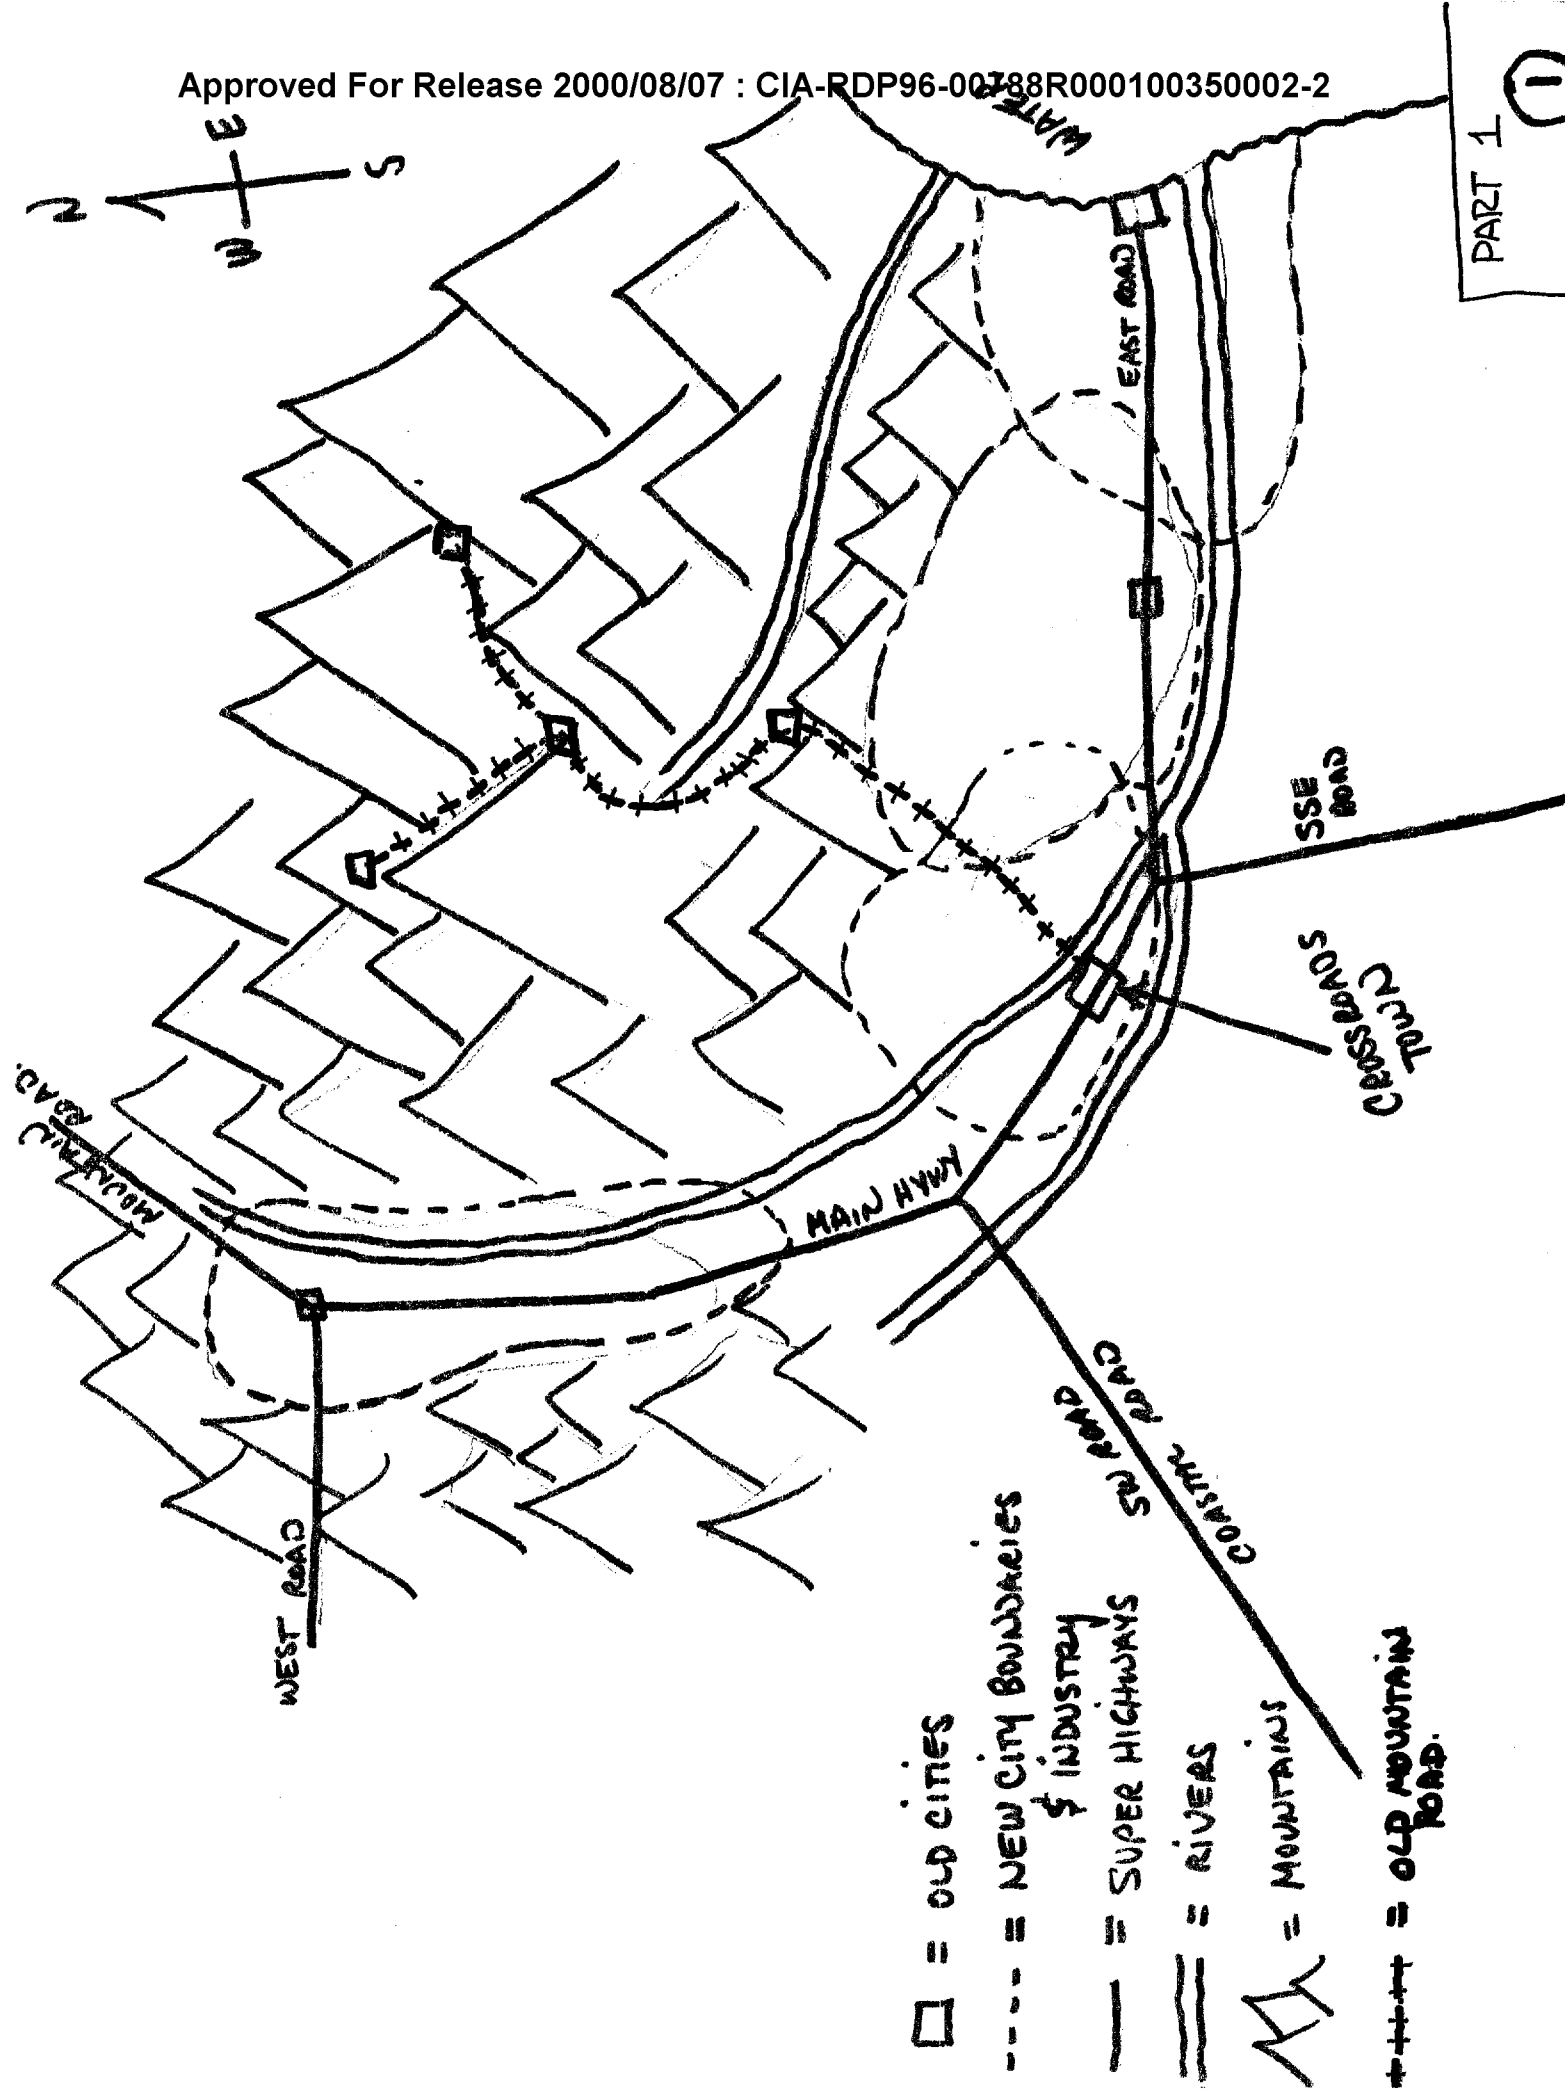 Approved For Release 2000/08/07 : CIA-RDP96-00788R000100350002-2
PART 1
1
N
E
S
W
WATER
EAST ROAD
SSE
ROAD
CROSSROADS
TOWN
MOUNTAIN
ROAD.
MAIN HYWY
WEST ROAD
SW ROAD
COASTAL ROAD
= OLD CITIES
= NEW CITY BOUNDARIES
& INDUSTRY
= SUPER HIGHWAYS
= RIVERS
= MOUNTAINS
= OLD MOUNTAIN
ROAD.